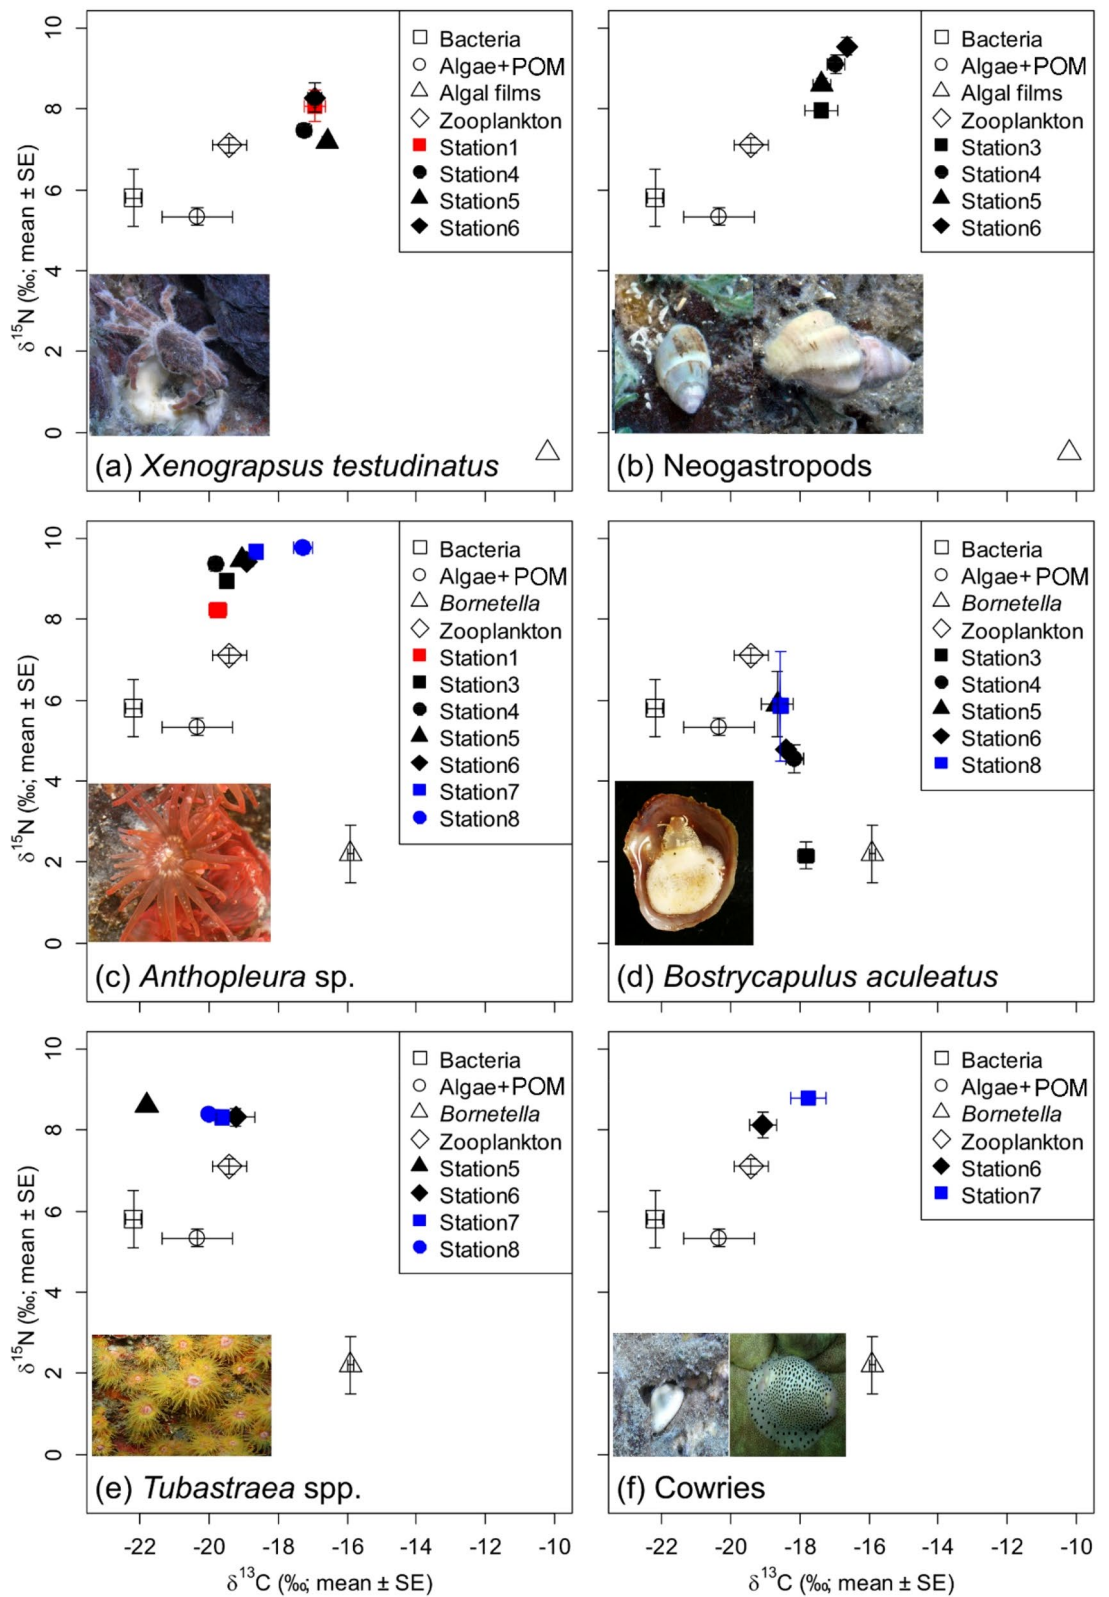 10
8
6
4
2
0
δ15N (‰; mean ± SE)
Bacteria
Algae+POM
Algal films
Zooplankton
Station1
Station4
Station5
Station6
(a) Xenograpsus testudinatus
Bacteria
Algae+POM
Algal films
Zooplankton
Station3
Station4
Station5
Station6
(b) Neogastropods
10
8
6
4
2
0
δ15N (‰; mean ± SE)
Bacteria
Algae+POM
Bornetella
Zooplankton
Station1
Station3
Station4
Station5
Station6
Station7
Station8
(c) Anthopleura sp.
Bacteria
Algae+POM
Bornetella
Zooplankton
Station3
Station4
Station5
Station6
Station8
(d) Bostrycapulus aculeatus
10
8
6
4
2
0
δ15N (‰; mean ± SE)
Bacteria
Algae+POM
Bornetella
Zooplankton
Station5
Station6
Station7
Station8
(e) Tubastraea spp.
Bacteria
Algae+POM
Bornetella
Zooplankton
Station6
Station7
(f) Cowries
-22 -20 -18 -16 -14 -12 -10
δ13C (‰; mean ± SE)
-22 -20 -18 -16 -14 -12 -10
δ13C (‰; mean ± SE)